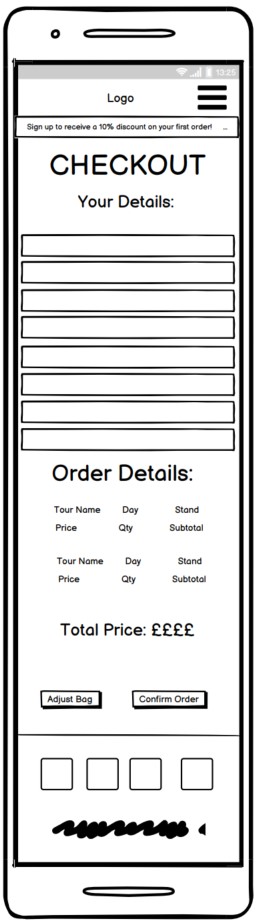 13:25
Logo
Sign up to receive a 10% discount on your first order! ...
CHECKOUT
Your Details:
Order Details:
Tour Name Day Stand
Price Qty Subtotal
Tour Name Day Stand
Price Qty Subtotal
Total Price: ££££
Adjust Bag Confirm Order